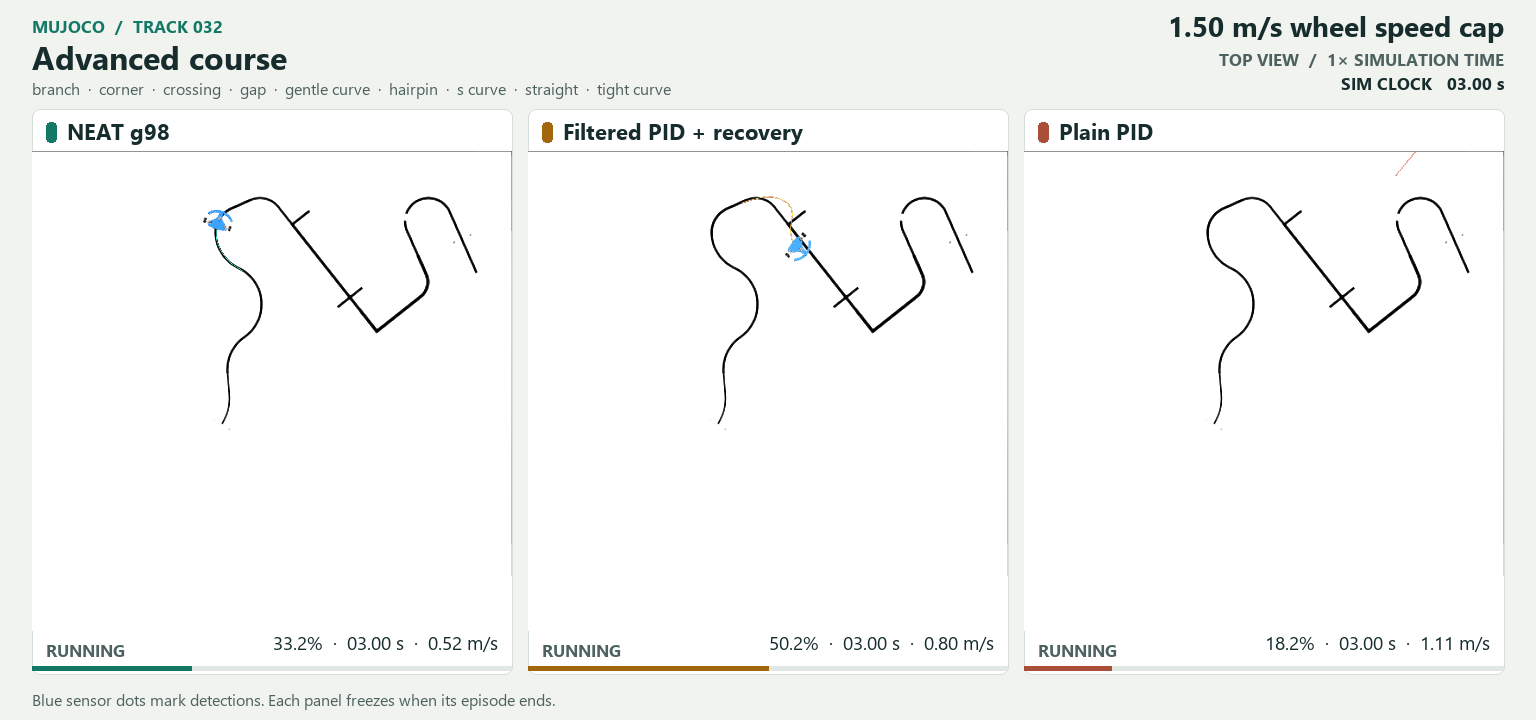 MUJOCO / TRACK 032
Advanced course
branch · corner · crossing · gap · gentle curve · hairpin · s curve · straight · tight curve
1.50 m/s wheel speed cap
TOP VIEW / 1× SIMULATION TIME
SIM CLOCK 03.00 s
NEAT g98
RUNNING
33.2% · 03.00 s · 0.52 m/s
Filtered PID + recovery
RUNNING
50.2% · 03.00 s · 0.80 m/s
Plain PID
RUNNING
18.2% · 03.00 s · 1.11 m/s
Blue sensor dots mark detections. Each panel freezes when its episode ends.